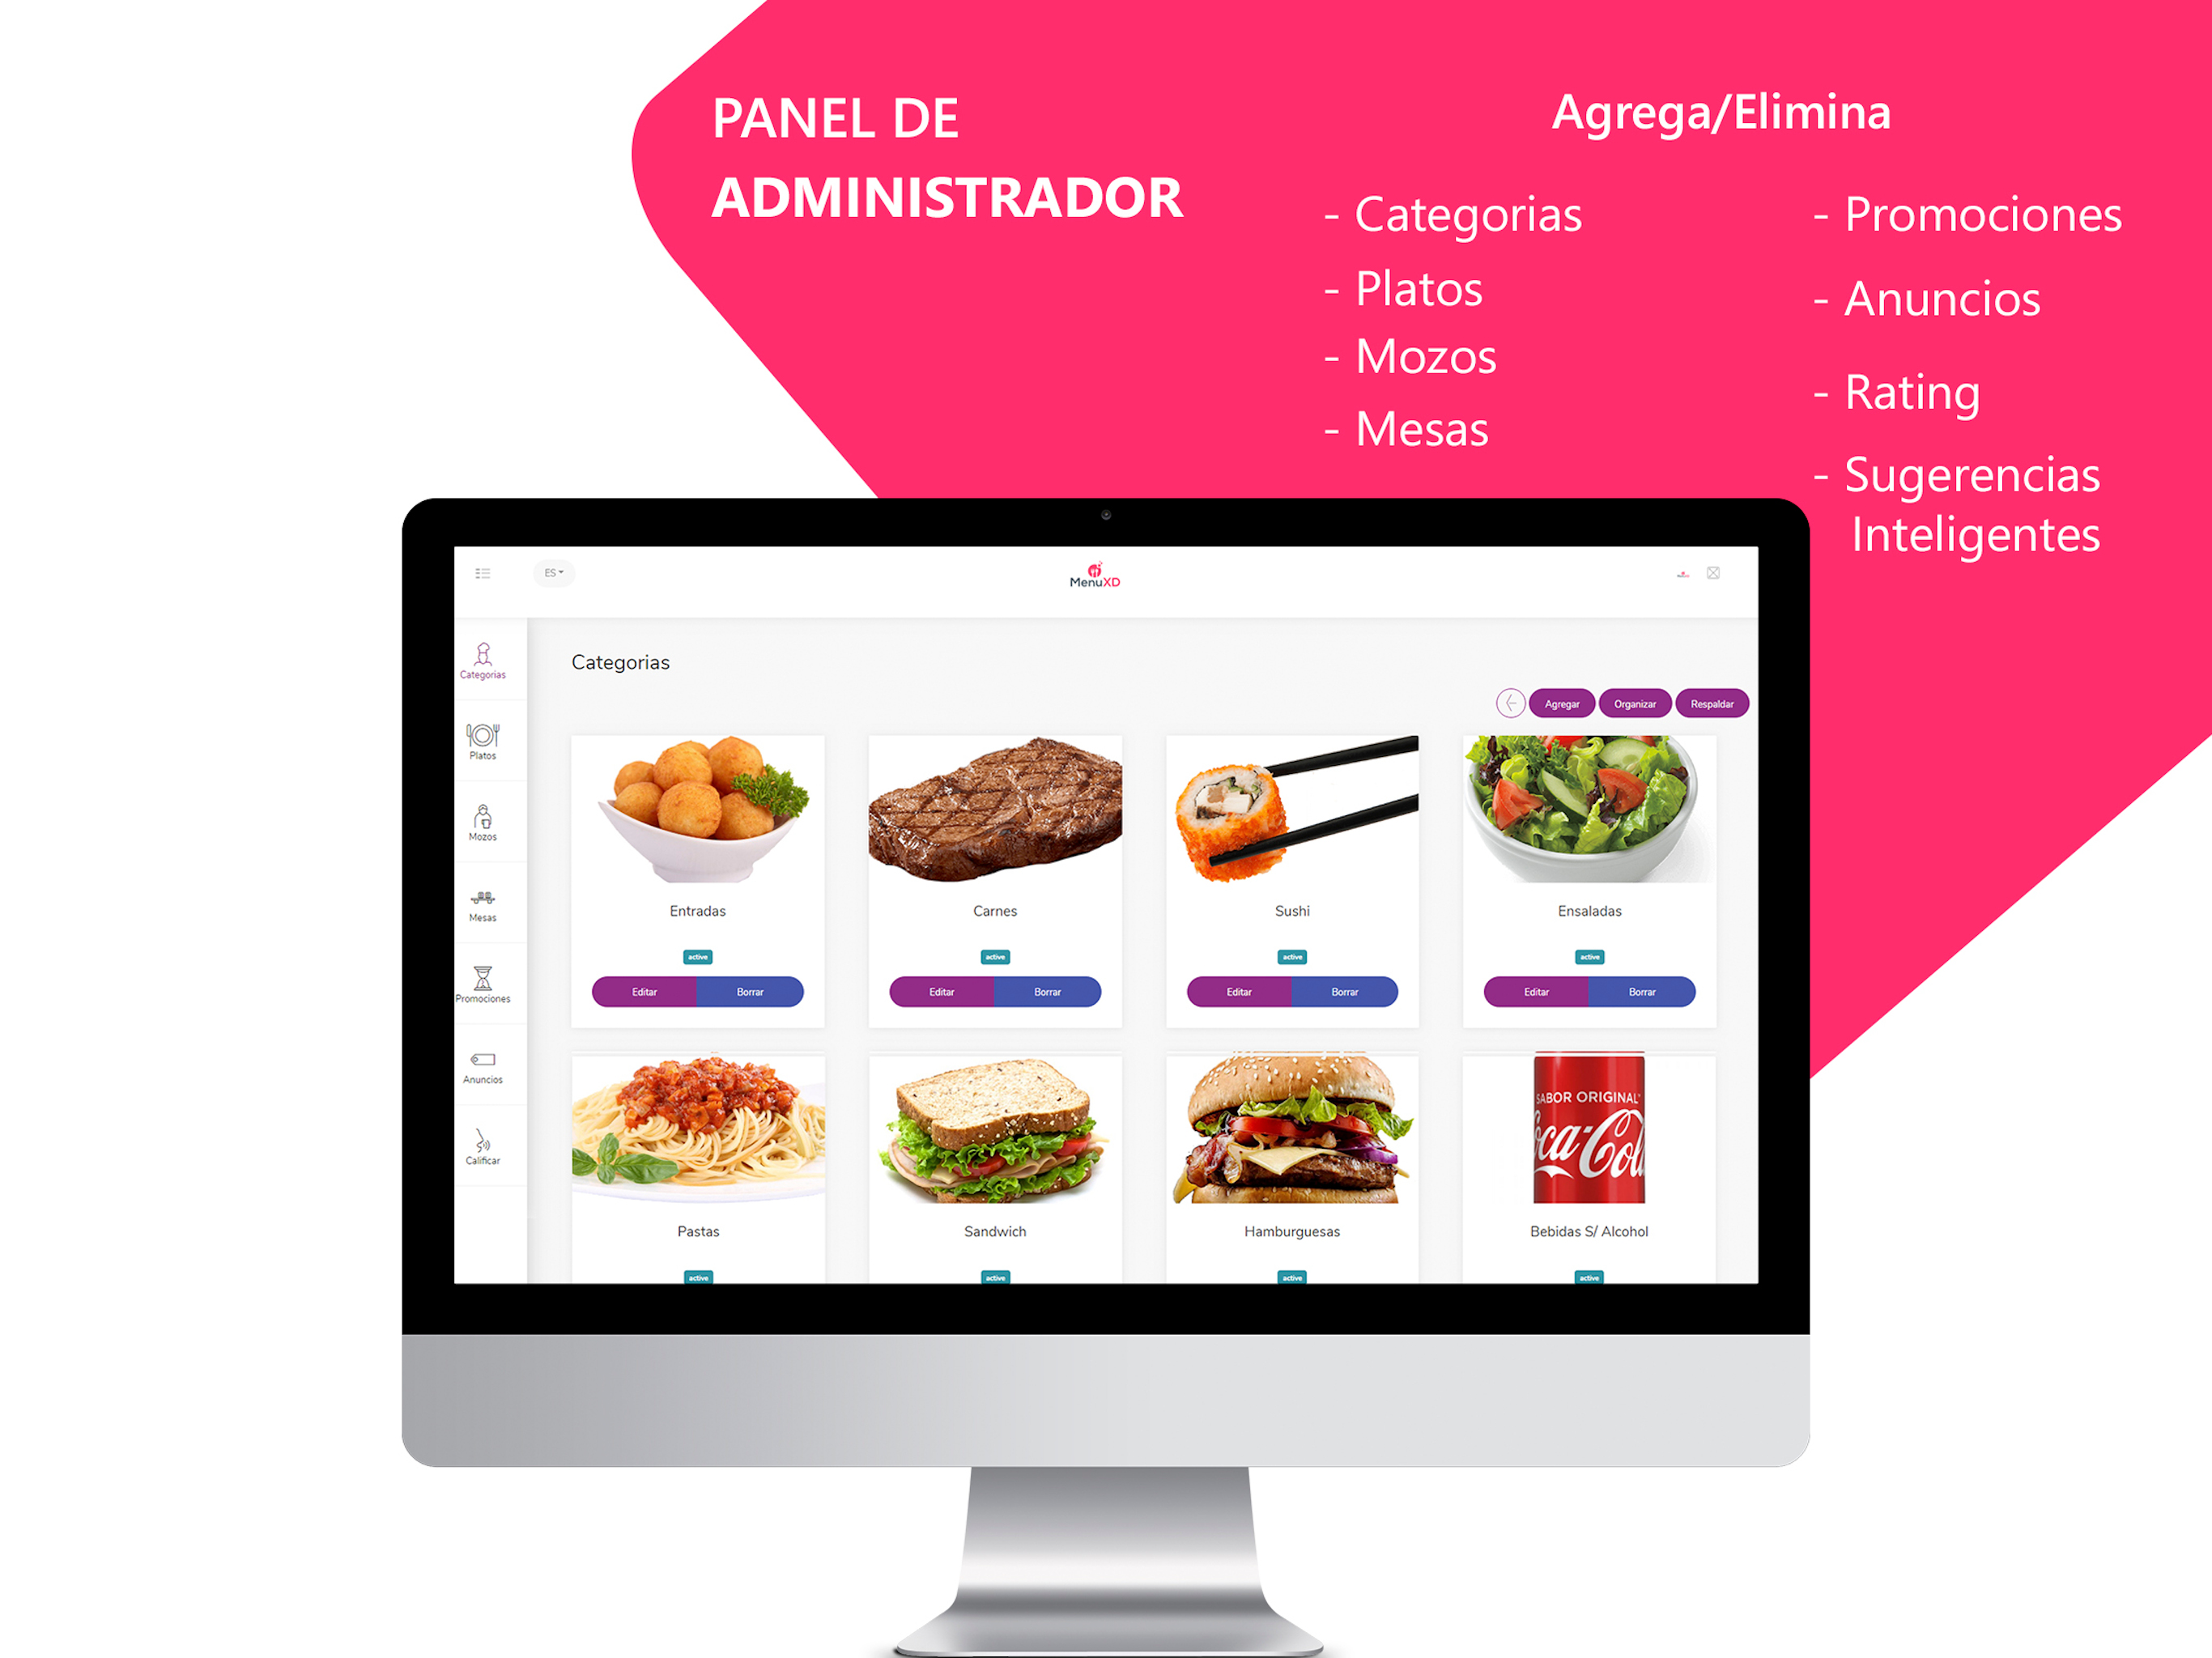 PANEL DE
ADMINISTRADOR
Agrega/Elimina
- Categorias
- Platos
- Mozos
- Mesas
- Promociones
- Anuncios
- Rating
- Sugerencias
Inteligentes
ES
MenuXD
Categorias
Platos
Mozos
Mesas
Promociones
Anuncios
Calificar
Categorias
Agregar Organizar Respaldar
Entradas
active
Editar Borrar
Carnes
active
Editar Borrar
Sushi
active
Editar Borrar
Ensaladas
active
Editar Borrar
Pastas
active
Sandwich
active
Hamburguesas
active
SABOR ORIGINAL
Coca-Cola
Bebidas S/ Alcohol
active